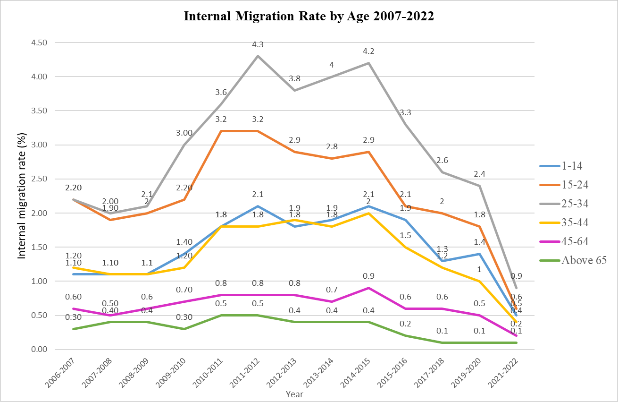 Internal Migration Rate by Age 2007-2022
4.50
4.00
3.50
3.00
2.50
2.00
1.50
1.00
0.50
0.00
Internal migration rate (%)
2.20 2.00 2.1 3.00 3.6 4.3 3.8 4 4.2 3.3 2.6 2.4 0.9
1.90 2 2.20 3.2 3.2 2.9 2.8 2.9 2.1 2 1.8 0.6
1.10 1.10 1.1 1.40 1.8 2.1 1.8 1.9 2.1 1.9 1.3 1.4 0.5
1.20 1.20 1.8 1.9 1.8 2 1.5 1.2 1 0.4
0.60 0.50 0.6 0.70 0.8 0.8 0.8 0.7 0.9 0.6 0.6 0.5 0.2
0.30 0.40 0.4 0.30 0.5 0.5 0.4 0.4 0.4 0.2 0.1 0.1 0.1
1-14
15-24
25-34
35-44
45-64
Above 65
2006-2007 2007-2008 2008-2009 2009-2010 2010-2011 2011-2012 2012-2013 2013-2014 2014-2015 2015-2016 2017-2018 2019-2020 2021-2022
Year